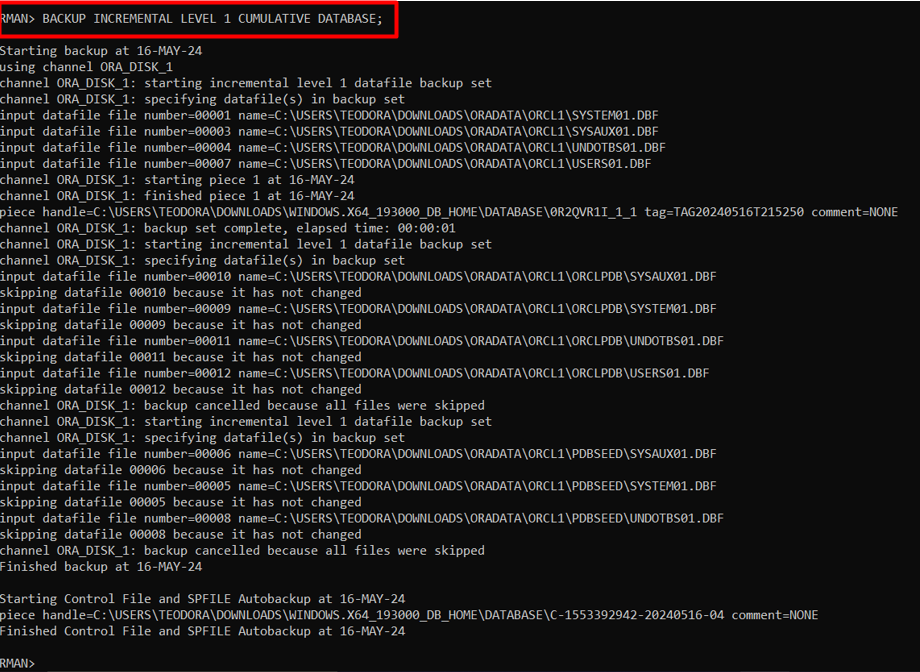 RMAN> BACKUP INCREMENTAL LEVEL 1 CUMULATIVE DATABASE;
Starting backup at 16-MAY-24
using channel ORA_DISK_1
channel ORA_DISK_1: starting incremental level 1 datafile backup set
channel ORA_DISK_1: specifying datafile(s) in backup set
input datafile file number=00001 name=C:\USERS\TEODORA\DOWNLOADS\ORADATA\ORCL1\SYSTEM01.DBF
input datafile file number=00003 name=C:\USERS\TEODORA\DOWNLOADS\ORADATA\ORCL1\SYSAUX01.DBF
input datafile file number=00004 name=C:\USERS\TEODORA\DOWNLOADS\ORADATA\ORCL1\UNDOTBS01.DBF
input datafile file number=00007 name=C:\USERS\TEODORA\DOWNLOADS\ORADATA\ORCL1\USERS01.DBF
channel ORA_DISK_1: starting piece 1 at 16-MAY-24
channel ORA_DISK_1: finished piece 1 at 16-MAY-24
piece handle=C:\USERS\TEODORA\DOWNLOADS\WINDOWS.X64_193000_DB_HOME\DATABASE\0R2QVR1I_1_1 tag=TAG20240516T215250 comment=NONE
channel ORA_DISK_1: backup set complete, elapsed time: 00:00:01
channel ORA_DISK_1: starting incremental level 1 datafile backup set
channel ORA_DISK_1: specifying datafile(s) in backup set
input datafile file number=00010 name=C:\USERS\TEODORA\DOWNLOADS\ORADATA\ORCL1\ORCLPDB\SYSAUX01.DBF
skipping datafile 00010 because it has not changed
input datafile file number=00009 name=C:\USERS\TEODORA\DOWNLOADS\ORADATA\ORCL1\ORCLPDB\SYSTEM01.DBF
skipping datafile 00009 because it has not changed
input datafile file number=00011 name=C:\USERS\TEODORA\DOWNLOADS\ORADATA\ORCL1\ORCLPDB\UNDOTBS01.DBF
skipping datafile 00011 because it has not changed
input datafile file number=00012 name=C:\USERS\TEODORA\DOWNLOADS\ORADATA\ORCL1\ORCLPDB\USERS01.DBF
skipping datafile 00012 because it has not changed
channel ORA_DISK_1: backup cancelled because all files were skipped
channel ORA_DISK_1: starting incremental level 1 datafile backup set
channel ORA_DISK_1: specifying datafile(s) in backup set
input datafile file number=00006 name=C:\USERS\TEODORA\DOWNLOADS\ORADATA\ORCL1\PDBSEED\SYSAUX01.DBF
skipping datafile 00006 because it has not changed
input datafile file number=00005 name=C:\USERS\TEODORA\DOWNLOADS\ORADATA\ORCL1\PDBSEED\SYSTEM01.DBF
skipping datafile 00005 because it has not changed
input datafile file number=00008 name=C:\USERS\TEODORA\DOWNLOADS\ORADATA\ORCL1\PDBSEED\UNDOTBS01.DBF
skipping datafile 00008 because it has not changed
channel ORA_DISK_1: backup cancelled because all files were skipped
Finished backup at 16-MAY-24
Starting Control File and SPFILE Autobackup at 16-MAY-24
piece handle=C:\USERS\TEODORA\DOWNLOADS\WINDOWS.X64_193000_DB_HOME\DATABASE\C-1553392942-20240516-04 comment=NONE
Finished Control File and SPFILE Autobackup at 16-MAY-24
RMAN>